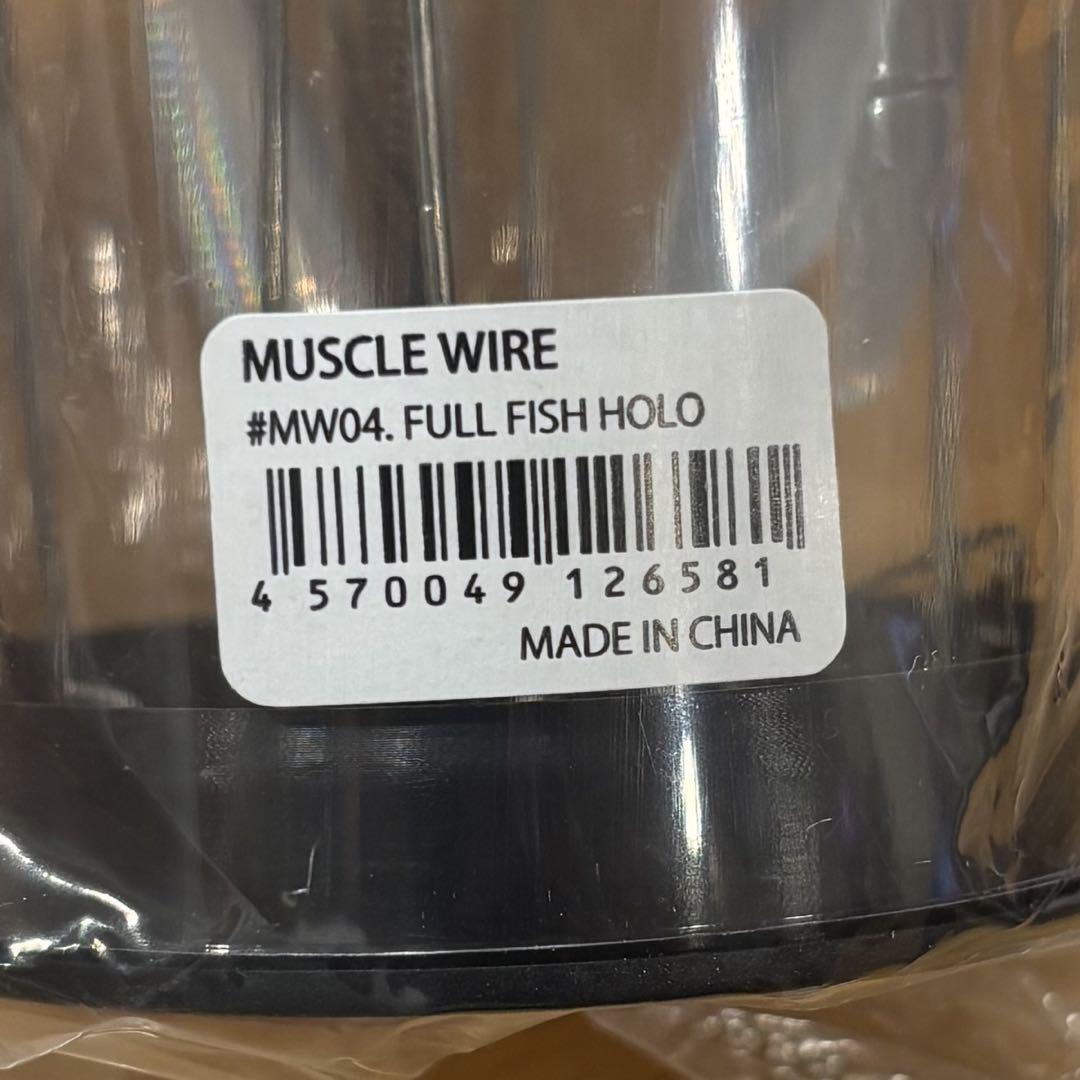 MUSCLE WIRE
#MW04. FULL FISH HOLO
4 570049 126581
MADE IN CHINA